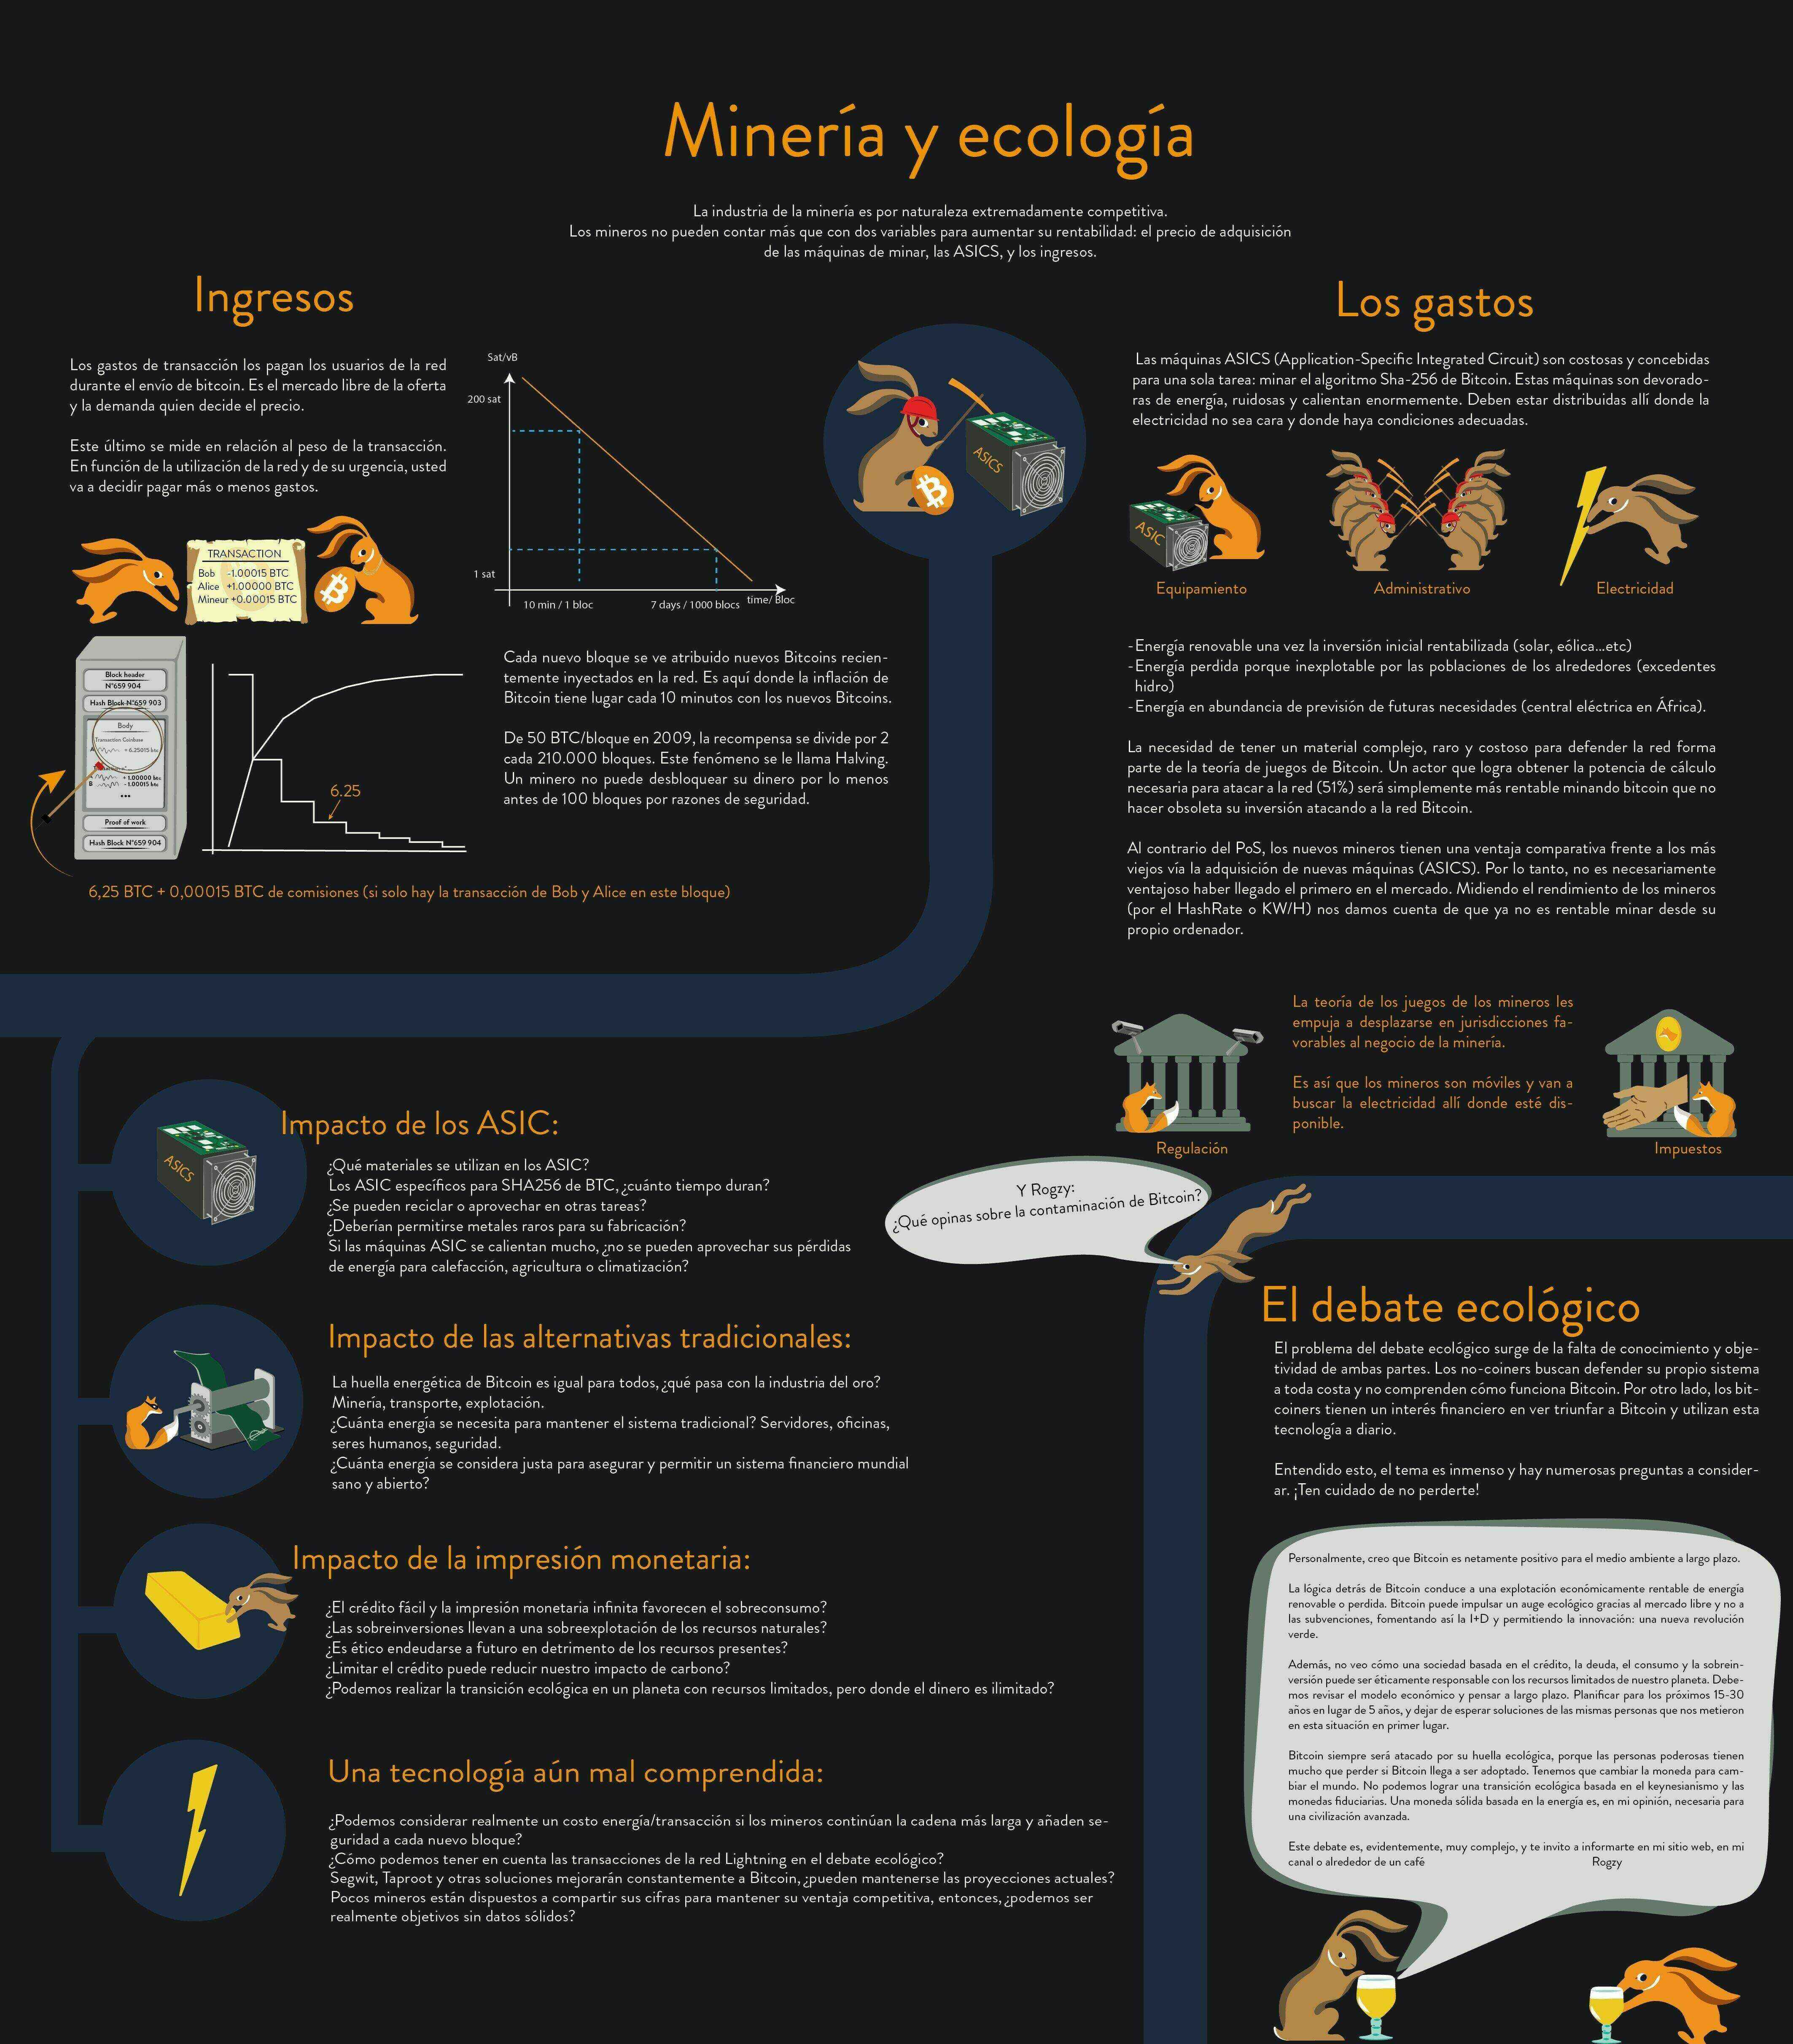 Minería y ecología
La industria de la minería es por naturaleza extremadamente competitiva.
Los mineros no pueden contar más que con dos variables para aumentar su rentabilidad: el precio de adquisición
de las máquinas de minar, las ASICS, y los ingresos.
Ingresos
Los gastos de transacción los pagan los usuarios de la red
durante el envío de bitcoin. Es el mercado libre de la oferta
y la demanda quien decide el precio.
Este último se mide en relación al peso de la transacción.
En función de la utilización de la red y de su urgencia, usted
va a decidir pagar más o menos gastos.
TRANSACTION
Bob -1.00015 BTC
Alice +1.00000 BTC
Mineur +0.00015 BTC
Sat/vB
200 sat
1 sat
10 min / 1 bloc
7 days / 1000 blocs
time/ Bloc
ASICS
Block header
N°659 904
Hash Block N°659 903
Body
Transaction Coinbase
A + 6.25015 btc
A + 1.00000 btc
B -1.00015 btc
...
Proof of work
Hash Block N°659 904
6.25
Cada nuevo bloque se ve atribuido nuevos Bitcoins recien-
temente inyectados en la red. Es aquí donde la inflación de
Bitcoin tiene lugar cada 10 minutos con los nuevos Bitcoins.
De 50 BTC/bloque en 2009, la recompensa se divide por 2
cada 210.000 bloques. Este fenómeno se le llama Halving.
Un minero no puede desbloquear su dinero por lo menos
antes de 100 bloques por razones de seguridad.
6,25 BTC + 0,00015 BTC de comisiones (si solo hay la transacción de Bob y Alice en este bloque)
Los gastos
Las máquinas ASICS (Application-Specific Integrated Circuit) son costosas y concebidas
para una sola tarea: minar el algoritmo Sha-256 de Bitcoin. Estas máquinas son devorado-
ras de energía, ruidosas y calientan enormemente. Deben estar distribuidas allí donde la
electricidad no sea cara y donde haya condiciones adecuadas.
ASIC
Equipamiento
Administrativo
Electricidad
-Energía renovable una vez la inversión inicial rentabilizada (solar, eólica...etc)
-Energía perdida porque inexplotable por las poblaciones de los alrededores (excedentes
hidro)
-Energía en abundancia de previsión de futuras necesidades (central eléctrica en África).
La necesidad de tener un material complejo, raro y costoso para defender la red forma
parte de la teoría de juegos de Bitcoin. Un actor que logra obtener la potencia de cálculo
necesaria para atacar a la red (51%) será simplemente más rentable minando bitcoin que no
hacer obsoleta su inversión atacando a la red Bitcoin.
Al contrario del PoS, los nuevos mineros tienen una ventaja comparativa frente a los más
viejos vía la adquisición de nuevas máquinas (ASICS). Por lo tanto, no es necesariamente
ventajoso haber llegado el primero en el mercado. Midiendo el rendimiento de los mineros
(por el HashRate o KW/H) nos damos cuenta de que ya no es rentable minar desde su
propio ordenador.
La teoría de los juegos de los mineros les
empuja a desplazarse en jurisdicciones fa-
vorables al negocio de la minería.
Es así que los mineros son móviles y van a
buscar la electricidad allí donde esté dis-
ponible.
Regulación
Impuestos
Impacto de los ASIC:
ASICS
¿Qué materiales se utilizan en los ASIC?
Los ASIC específicos para SHA256 de BTC, ¿cuánto tiempo duran?
¿Se pueden reciclar o aprovechar en otras tareas?
¿Deberían permitirse metales raros para su fabricación?
Si las máquinas ASIC se calientan mucho, ¿no se pueden aprovechar sus pérdidas
de energía para calefacción, agricultura o climatización?
Impacto de las alternativas tradicionales:
La huella energética de Bitcoin es igual para todos, ¿qué pasa con la industria del oro?
Minería, transporte, explotación.
¿Cuánta energía se necesita para mantener el sistema tradicional? Servidores, oficinas,
seres humanos, seguridad.
¿Cuánta energía se considera justa para asegurar y permitir un sistema financiero mundial
sano y abierto?
Impacto de la impresión monetaria:
¿El crédito fácil y la impresión monetaria infinita favorecen el sobreconsumo?
¿Las sobreinversiones llevan a una sobreexplotación de los recursos naturales?
¿Es ético endeudarse a futuro en detrimento de los recursos presentes?
¿Limitar el crédito puede reducir nuestro impacto de carbono?
¿Podemos realizar la transición ecológica en un planeta con recursos limitados, pero donde el dinero es ilimitado?
Una tecnología aún mal comprendida:
¿Podemos considerar realmente un costo energía/transacción si los mineros continúan la cadena más larga y añaden se-
guridad a cada nuevo bloque?
¿Cómo podemos tener en cuenta las transacciones de la red Lightning en el debate ecológico?
Segwit, Taproot y otras soluciones mejorarán constantemente a Bitcoin, ¿pueden mantenerse las proyecciones actuales?
Pocos mineros están dispuestos a compartir sus cifras para mantener su ventaja competitiva, entonces, ¿podemos ser
realmente objetivos sin datos sólidos?
Y Rogzy:
¿Qué opinas sobre la contaminación de Bitcoin?
El debate ecológico
El problema del debate ecológico surge de la falta de conocimiento y obje-
tividad de ambas partes. Los no-coiners buscan defender su propio sistema
a toda costa y no comprenden cómo funciona Bitcoin. Por otro lado, los bit-
coiners tienen un interés financiero en ver triunfar a Bitcoin y utilizan esta
tecnología a diario.
Entendido esto, el tema es inmenso y hay numerosas preguntas a consider-
ar. ¡Ten cuidado de no perderte!
Personalmente, creo que Bitcoin es netamente positivo para el medio ambiente a largo plazo.
La lógica detrás de Bitcoin conduce a una explotación económicamente rentable de energía
renovable o perdida. Bitcoin puede impulsar un auge ecológico gracias al mercado libre y no a
las subvenciones, fomentando así la I+D y permitiendo la innovación: una nueva revolución
verde.
Además, no veo cómo una sociedad basada en el crédito, la deuda, el consumo y la sobrein-
versión puede ser éticamente responsable con los recursos limitados de nuestro planeta. Debe-
mos revisar el modelo económico y pensar a largo plazo. Planificar para los próximos 15-30
años en lugar de 5 años, y dejar de esperar soluciones de las mismas personas que nos metieron
en esta situación en primer lugar.
Bitcoin siempre será atacado por su huella ecológica, porque las personas poderosas tienen
mucho que perder si Bitcoin llega a ser adoptado. Tenemos que cambiar la moneda para cam-
biar el mundo. No podemos lograr una transición ecológica basada en el keynesianismo y las
monedas fiduciarias. Una moneda sólida basada en la energía es, en mi opinión, necesaria para
una civilización avanzada.
Este debate es, evidentemente, muy complejo, y te invito a informarte en mi sitio web, en mi
canal o alrededor de un café Rogzy